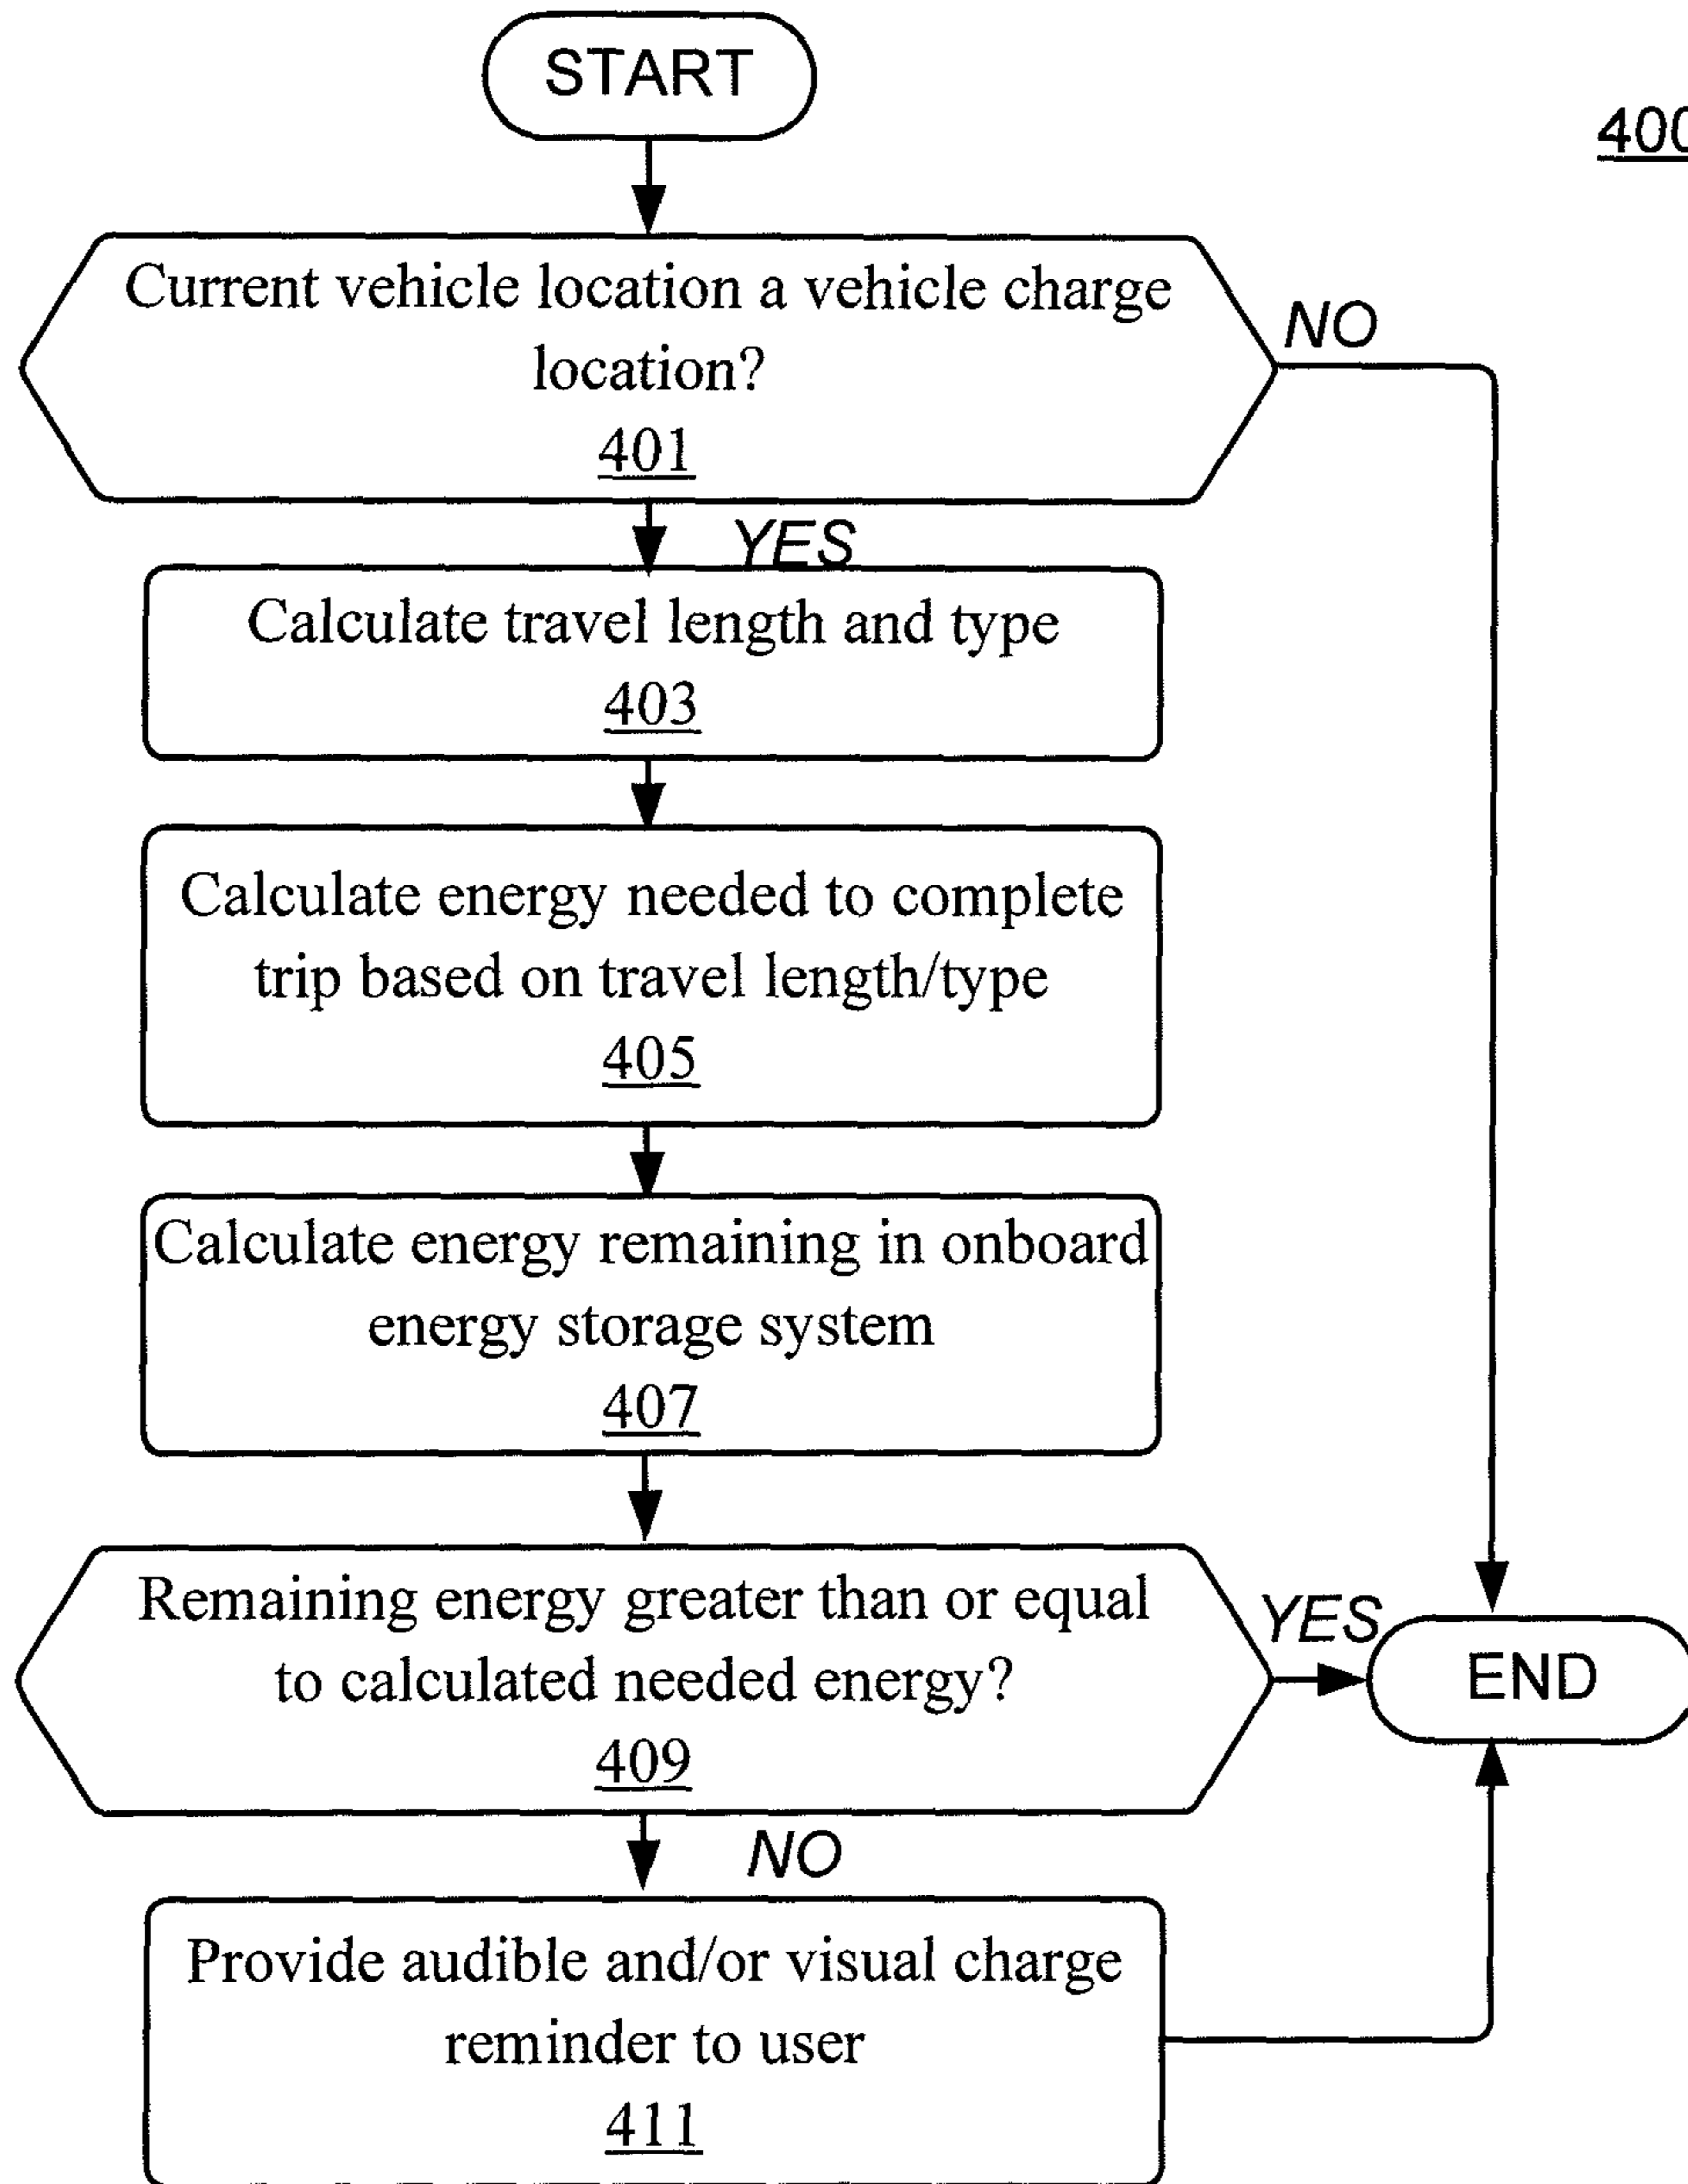 START
400
Current vehicle location a vehicle charge
location?
401
NO
YES
Calculate travel length and type
403
Calculate energy needed to complete
trip based on travel length/type
405
Calculate energy remaining in onboard
energy storage system
407
Remaining energy greater than or equal
to calculated needed energy?
409
YES
END
NO
Provide audible and/or visual charge
reminder to user
411